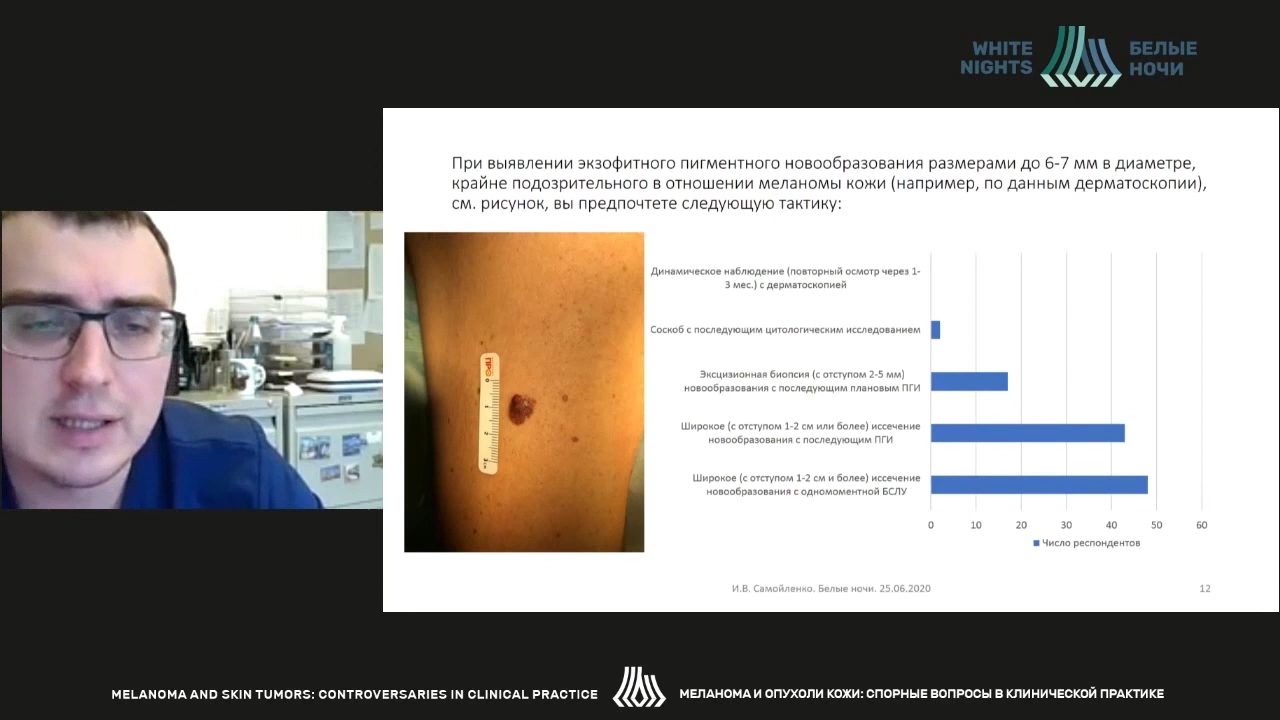 WHITE
NIGHTS
БЕЛЫЕ
НОЧИ
При выявлении экзофитного пигментного новообразования размерами до 6-7 мм в диаметре,
крайне подозрительного в отношении меланомы кожи (например, по данным дерматоскопии),
см. рисунок, вы предпочтете следующую тактику:
Динамическое наблюдение (повторный осмотр через 1-
3 мес.) с дерматоскопией
Соскоб с последующим цитологическим исследованием
Эксцизионная биопсия (с отступом 2-5 мм)
новообразования с последующим плановым ПГИ
Широкое (с отступом 1-2 см или более) иссечение
новообразования с последующим ПГИ
Широкое (с отступом 1-2 см и более) иссечение
новообразования с одномоментной БСЛУ
0 10 20 30 40 50 60
Число респондентов
И.В. Самойленко. Белые ночи. 25.06.2020
12
MELANOMA AND SKIN TUMORS: CONTROVERSARIES IN CLINICAL PRACTICE
МЕЛАНОМА И ОПУХОЛИ КОЖИ: СПОРНЫЕ ВОПРОСЫ В КЛИНИЧЕСКОЙ ПРАКТИКЕ